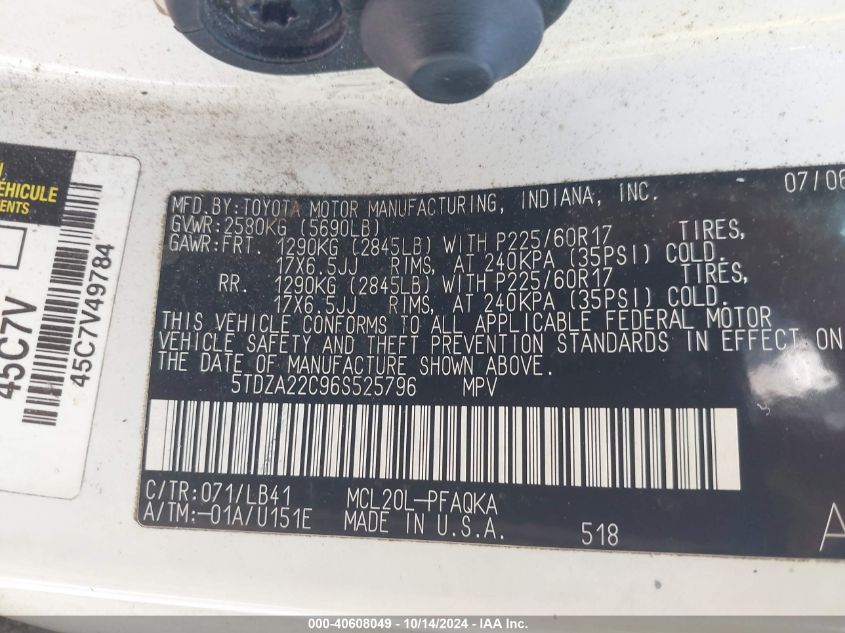 ÉHICULE
ENTS
45C7V
45C7V49784
MFD.BY:TOYOTA MOTOR MANUFACTURING, INDIANA, INC. 07/06
GVWR:2580KG (5690LB)
GAWR:FRT. 1290KG (2845LB) WITH P225/60R17 TIRES,
17X6.5JJ RIMS, AT 240KPA (35PSI) COLD.
RR. 1290KG (2845LB) WITH P225/60R17 TIRES,
17X6.5JJ RIMS, AT 240KPA (35PSI) COLD.
THIS VEHICLE CONFORMS TO ALL APPLICABLE FEDERAL MOTOR
VEHICLE SAFETY AND THEFT PREVENTION STANDARDS IN EFFECT ON
THE DATE OF MANUFACTURE SHOWN ABOVE.
5TDZA22C96S525796 MPV
C/TR:071/LB41 MCL20L-PFAQKA
A/TM:-01A/U151E MADE IN U.S.A. 518
A
000-40608049 - 10/14/2024 - IAA Inc.